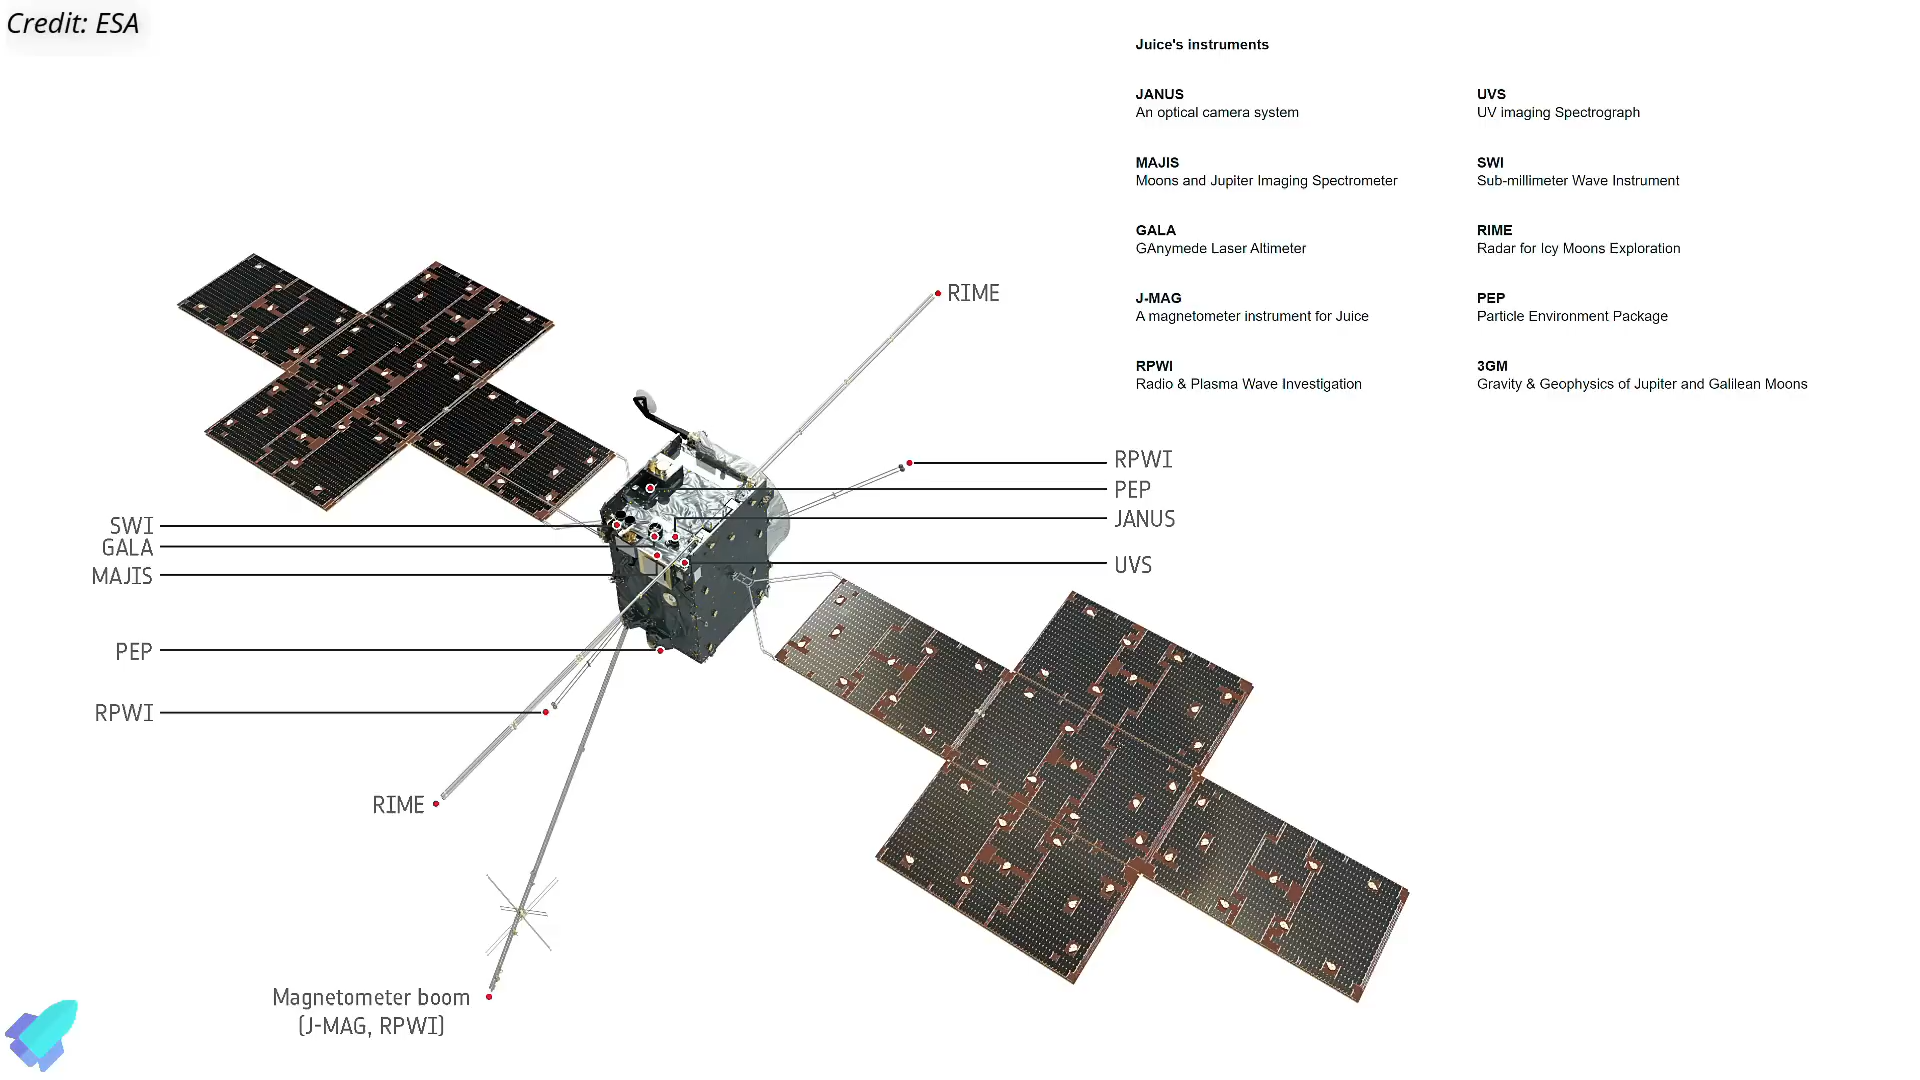 Credit: ESA
Juice's instruments
JANUS
An optical camera system
MAJIS
Moons and Jupiter Imaging Spectrometer
GALA
GAnymede Laser Altimeter
J-MAG
A magnetometer instrument for Juice
RPWI
Radio & Plasma Wave Investigation
UVS
UV imaging Spectrograph
SWI
Sub-millimeter Wave Instrument
RIME
Radar for Icy Moons Exploration
PEP
Particle Environment Package
3GM
Gravity & Geophysics of Jupiter and Galilean Moons
RIME
RPWI
PEP
JANUS
UVS
SWI
GALA
MAJIS
PEP
RPWI
RIME
Magnetometer boom
(J-MAG, RPWI)